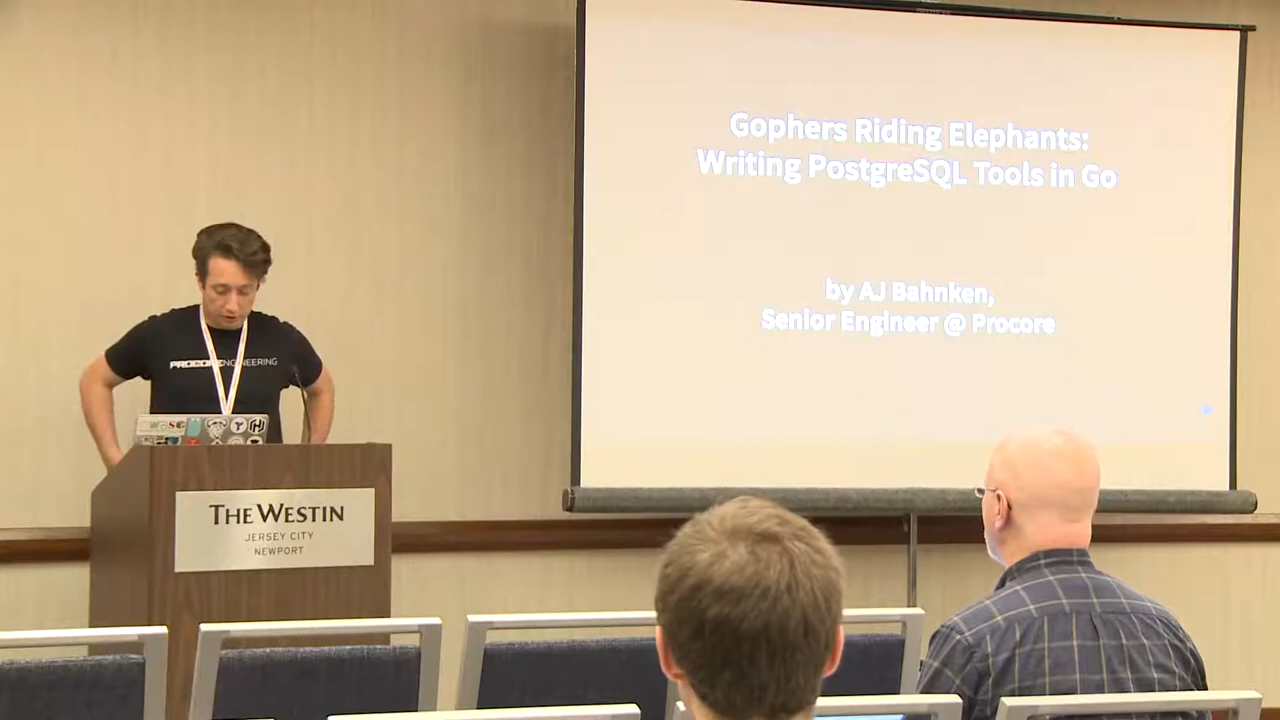 Gophers Riding Elephants:
Writing PostgreSQL Tools in Go
by AJ Bahnken,
Senior Engineer @ Procore
THE WESTIN
JERSEY CITY
NEWPORT